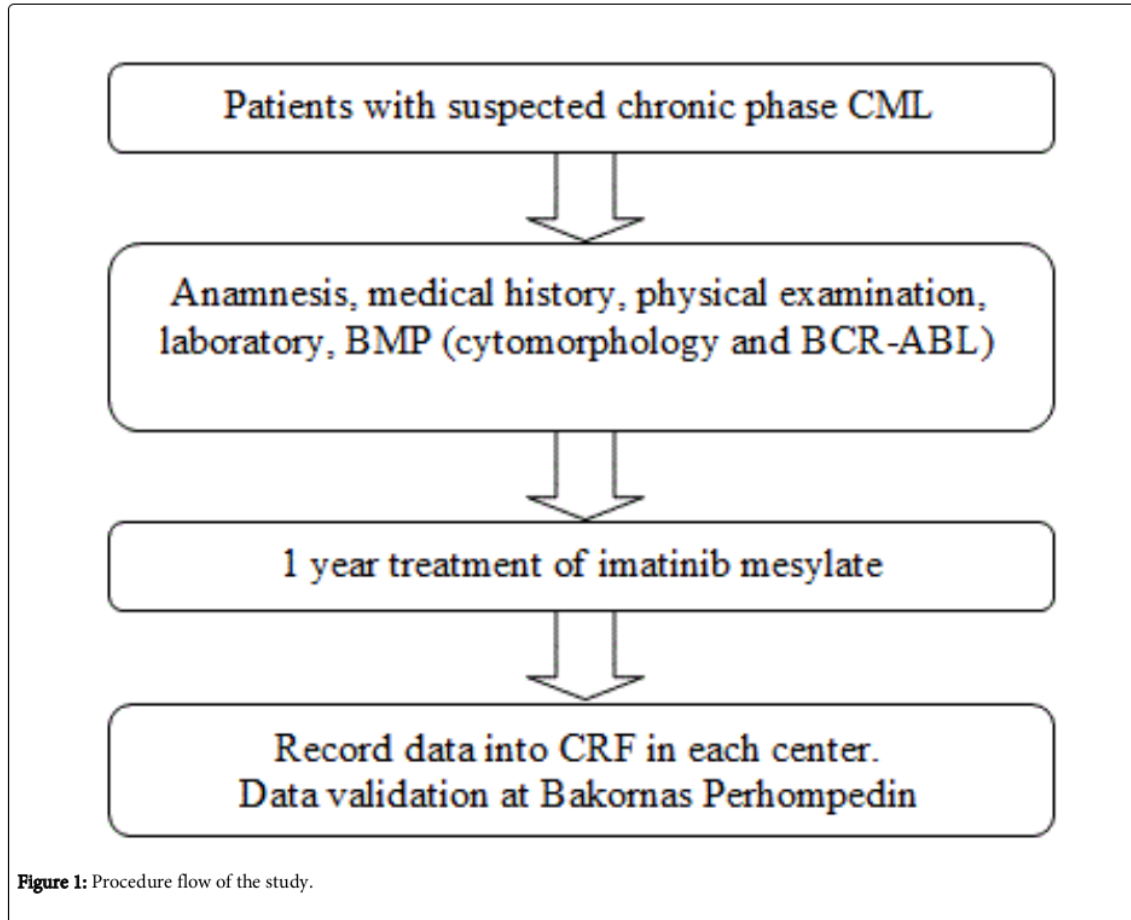 Patients with suspected chronic phase CML
Anamnesis, medical history, physical examination,
laboratory, BMP (cytomorphology and BCR-ABL)
1 year treatment of imatinib mesylate
Record data into CRF in each center.
Data validation at Bakornas Perhompedin
Figure 1: Procedure flow of the study.